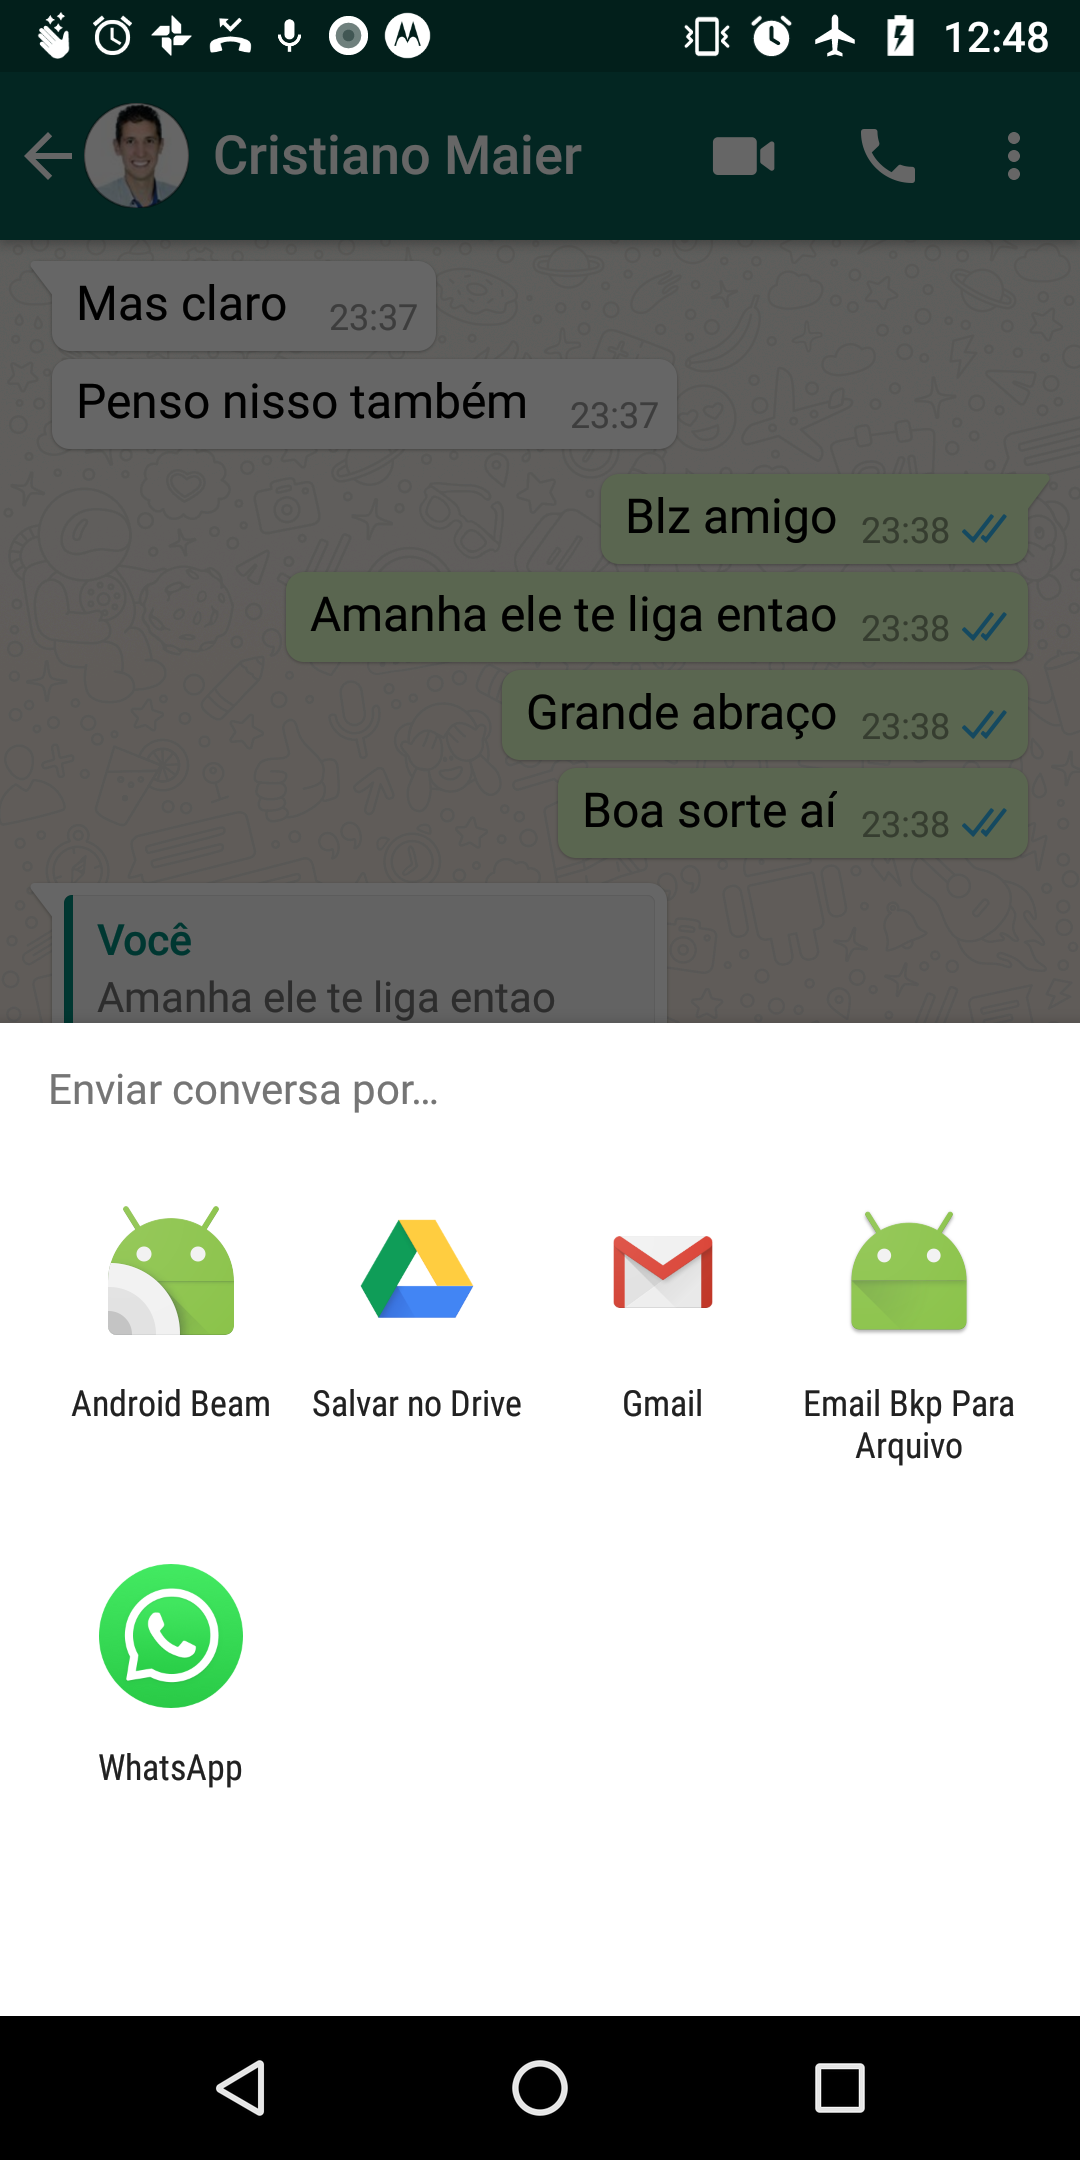 12:48
Cristiano Maier
Mas claro 23:37
Penso nisso também 23:37
Blz amigo 23:38
Amanha ele te liga entao 23:38
Grande abraço 23:38
Boa sorte aí 23:38
Você
Amanha ele te liga entao
Enviar conversa por...
Android Beam
Salvar no Drive
Gmail
Email Bkp Para
Arquivo
WhatsApp